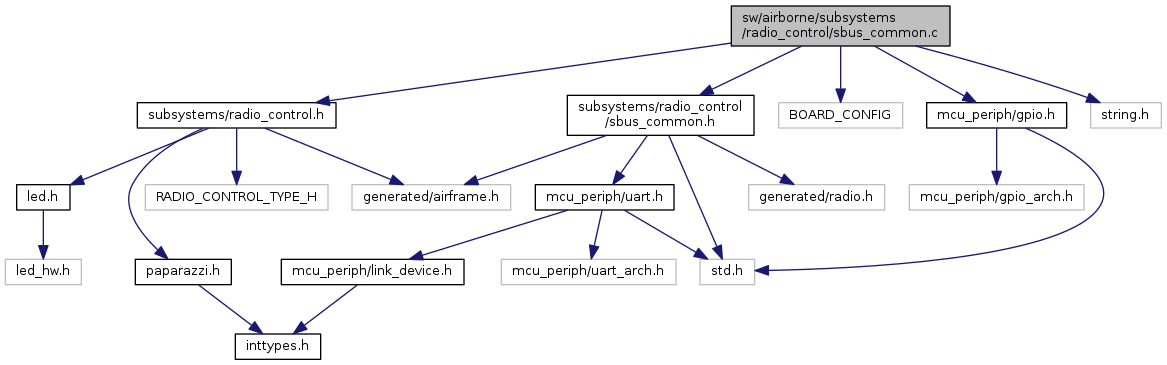 sw/airborne/subsystems
/radio_control/sbus_common.c
subsystems/radio_control.h
subsystems/radio_control
/sbus_common.h
BOARD_CONFIG
mcu_periph/gpio.h
string.h
led.h
RADIO_CONTROL_TYPE_H
generated/airframe.h
mcu_periph/uart.h
generated/radio.h
mcu_periph/gpio_arch.h
led_hw.h
paparazzi.h
mcu_periph/link_device.h
mcu_periph/uart_arch.h
std.h
inttypes.h